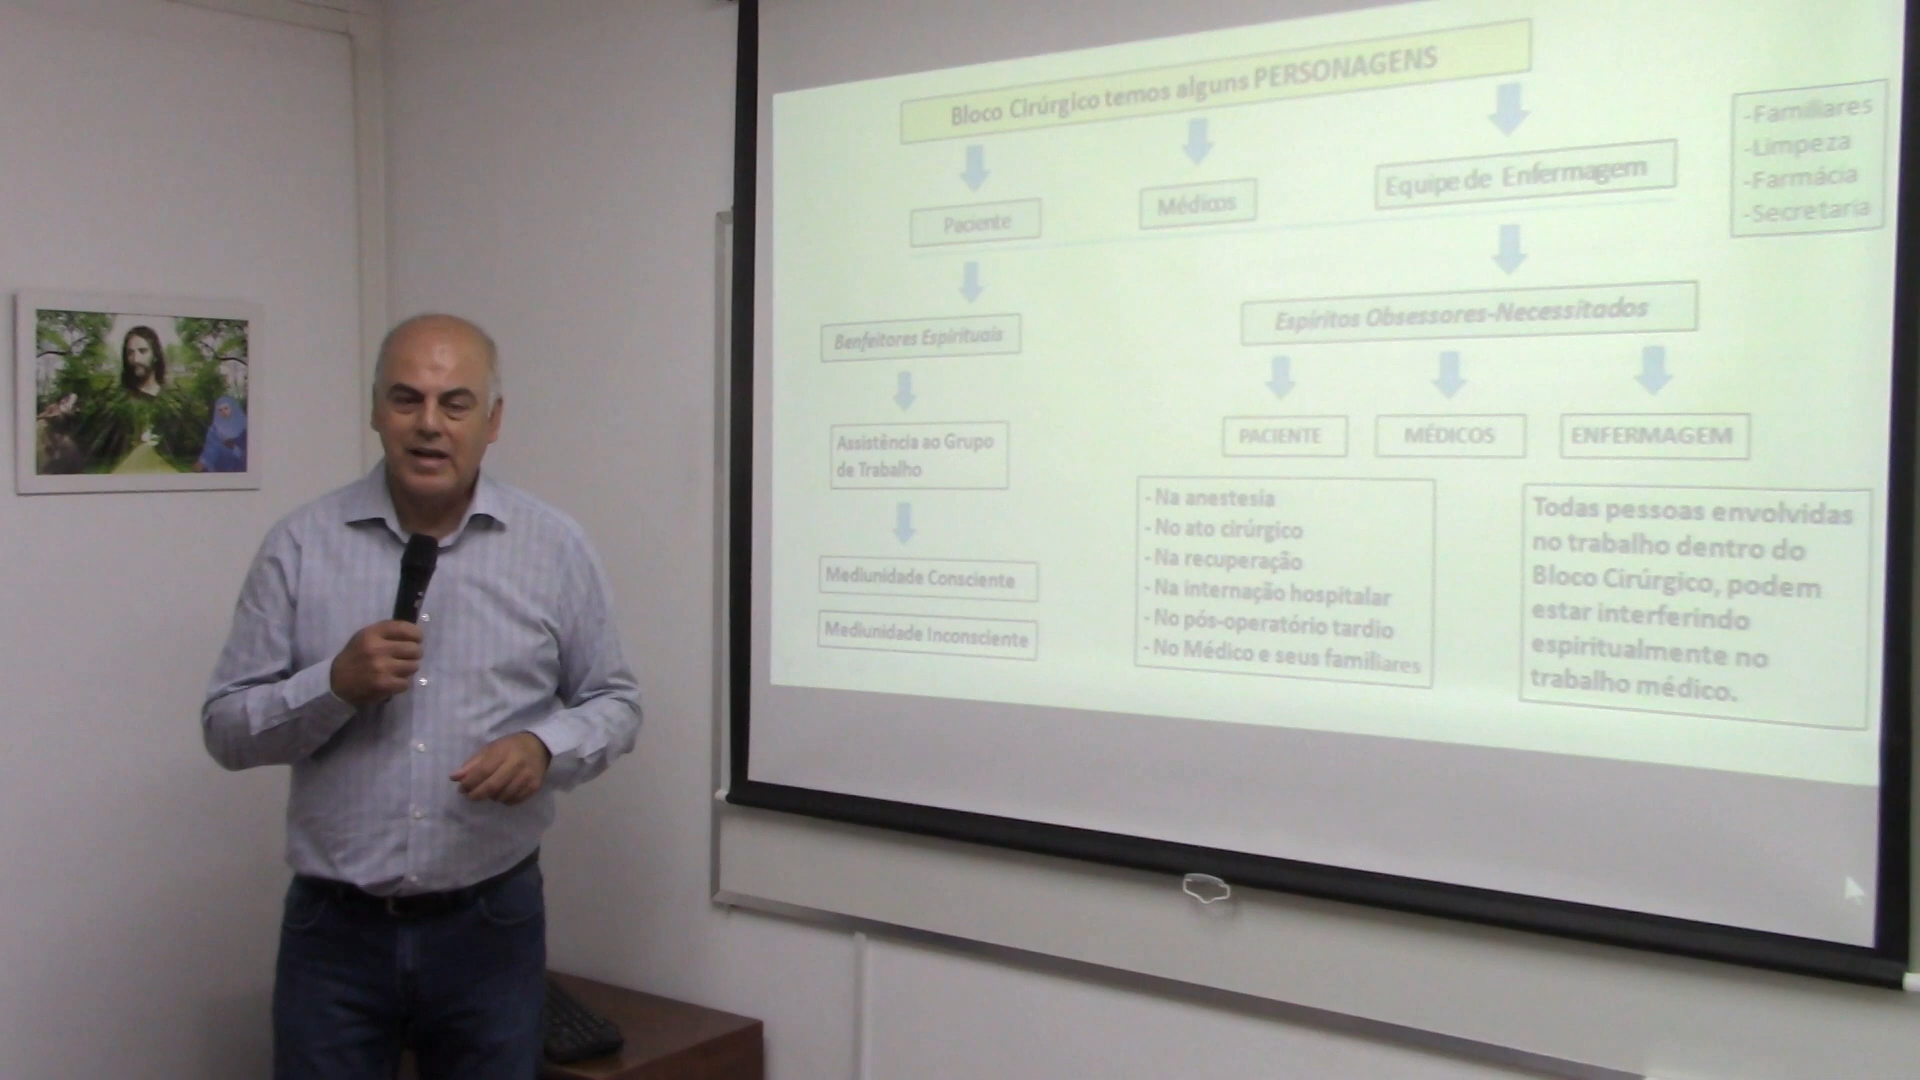 Bloco Cirúrgico temos alguns PERSONAGENS
Paciente
Médicos
Equipe de Enfermagem
-Familiares
-Limpeza
-Farmácia
-Secretaria
Benfeitores Espirituais
Espíritos Obsessores-Necessitados
Assistência ao Grupo
de Trabalho
PACIENTE
MÉDICOS
ENFERMAGEM
Mediunidade Consciente
Mediunidade Inconsciente
- Na anestesia
- No ato cirúrgico
- Na recuperação
- Na internação hospitalar
- No pós-operatório tardio
- No Médico e seus familiares
Todas pessoas envolvidas
no trabalho dentro do
Bloco Cirúrgico, podem
estar interferindo
espiritualmente no
trabalho médico.